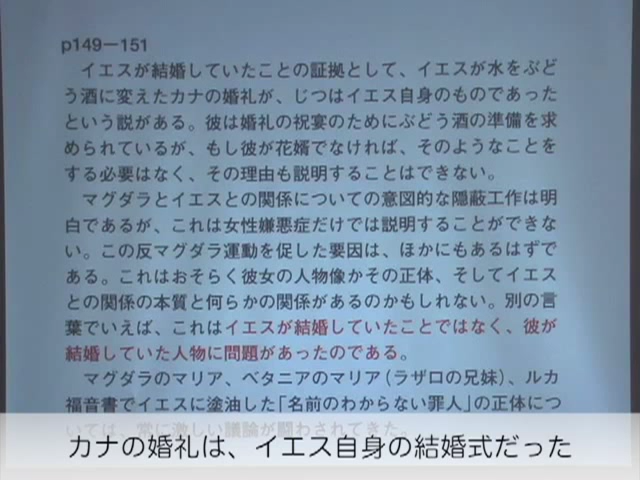 p149－151
イエスが結婚していたことの証拠として、イエスが水をぶど
う酒に変えたカナの婚礼が、じつはイエス自身のものであった
という説がある。彼は婚礼の祝宴のためにぶどう酒の準備を求
められているが、もし彼が花婿でなければ、そのようなことを
する必要はなく、その理由も説明することはできない。
マグダラとイエスとの関係についての意図的な隠蔽工作は明
白であるが、これは女性嫌悪症だけでは説明することができな
い。この反マグダラ運動を促した要因は、ほかにもあるはずで
ある。これはおそらく彼女の人物像かその正体、そしてイエス
との関係の本質と何らかの関係があるのかもしれない。別の言
葉でいえば、これはイエスが結婚していたことではなく、彼が
結婚していた人物に問題があったのである。
マグダラのマリア、ベタニアのマリア（ラザロの兄妹）、ルカ
福音書でイエスに塗油した「名前のわからない罪人」の正体につ
いては、常に激しい議論が闘わされてきた。
カナの婚礼は、イエス自身の結婚式だった